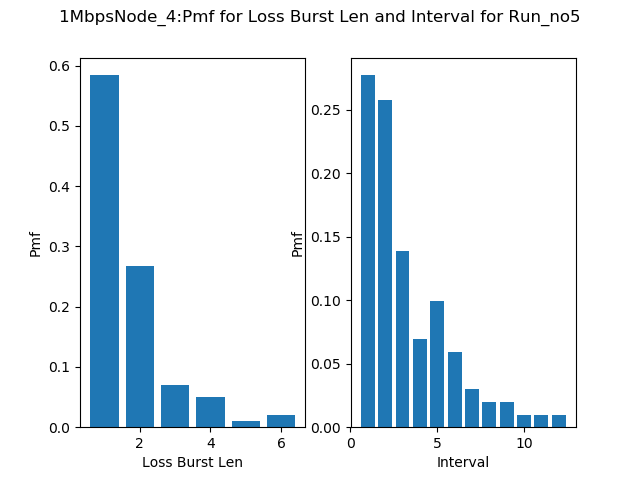 1MbpsNode_4:Pmf for Loss Burst Len and Interval for Run_no5
0.6
0.5
0.4
0.3
0.2
0.1
0.0
Pmf
2 4 6
Loss Burst Len
0.25
0.20
0.15
0.10
0.05
0.00
Pmf
0 5 10
Interval